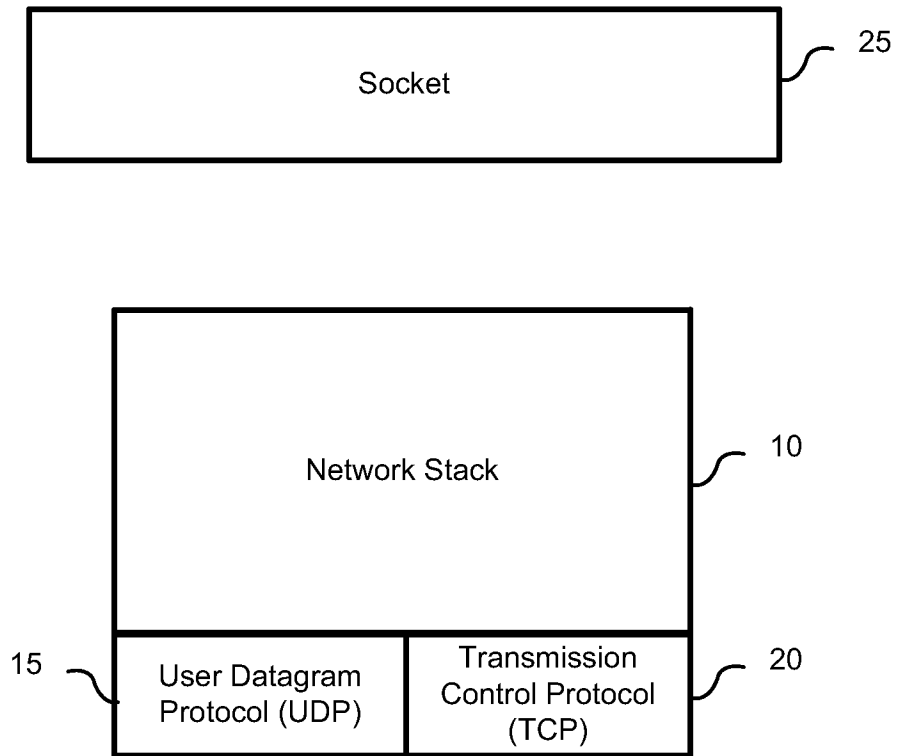 Socket
25
Network Stack
10
15
User Datagram
Protocol (UDP)
Transmission
Control Protocol
(TCP)
20